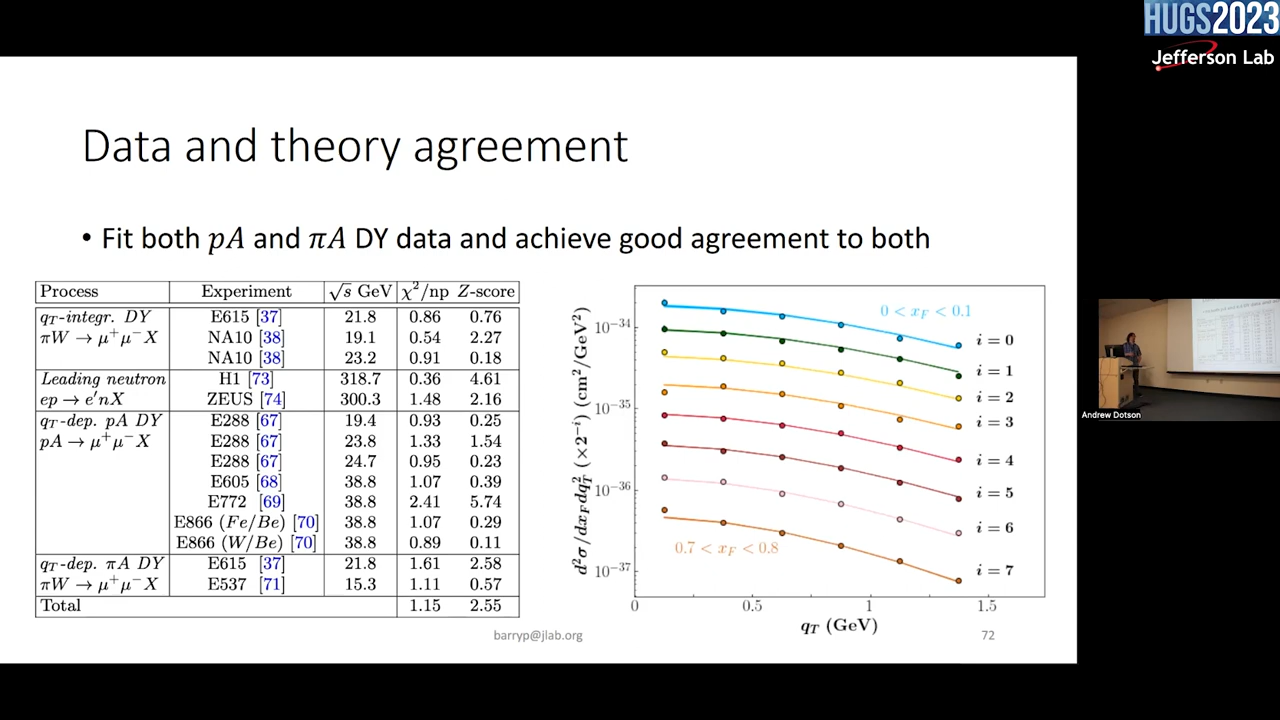 HUGS2023
Jefferson Lab
Data and theory agreement
• Fit both pA and πA DY data and achieve good agreement to both
Process Experiment √s GeV χ²/np Z-score
qT-integr. DY E615 [37] 21.8 0.86 0.76
πW → μ⁺μ⁻X NA10 [38] 19.1 0.54 2.27
NA10 [38] 23.2 0.91 0.18
Leading neutron H1 [73] 318.7 0.36 4.61
ep → e′nX ZEUS [74] 300.3 1.48 2.16
qT-dep. pA DY E288 [67] 19.4 0.93 0.25
pA → μ⁺μ⁻X E288 [67] 23.8 1.33 1.54
E288 [67] 24.7 0.95 0.23
E605 [68] 38.8 1.07 0.39
E772 [69] 38.8 2.41 5.74
E866 (Fe/Be) [70] 38.8 1.07 0.29
E866 (W/Be) [70] 38.8 0.89 0.11
qT-dep. πA DY E615 [37] 21.8 1.61 2.58
πW → μ⁺μ⁻X E537 [71] 15.3 1.11 0.57
Total 1.15 2.55
d²σ/dxFdqT² (×2⁻ⁱ) (cm²/GeV²)
10⁻³⁴
10⁻³⁵
10⁻³⁶
10⁻³⁷
0 < xF < 0.1
i = 0
i = 1
i = 2
i = 3
i = 4
i = 5
i = 6
0.7 < xF < 0.8
i = 7
0 0.5 1 1.5
qT (GeV)
barryp@jlab.org
72
Andrew Dotson